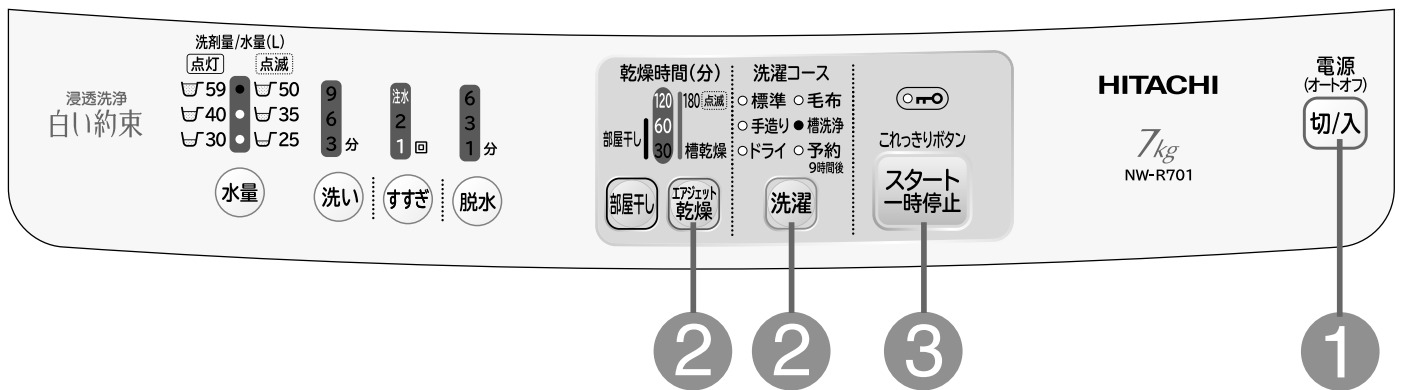 浸透洗浄
白い約束
洗剤量/水量(L)
点灯 点滅
59 50
40 35
30 25
水量
9
6
3 分
洗い
注水
2
1 回
すすぎ
6
3
1 分
脱水
乾燥時間(分)
120 180 点滅
60
30
部屋干し
槽乾燥
部屋干し
エアジェット
乾燥
洗濯コース
標準 毛布
手造り 槽洗浄
ドライ 予約
9時間後
洗濯
これっきりボタン
スタート
一時停止
HITACHI
7kg
NW-R701
電源
(オートオフ)
切/入
2
2
3
1